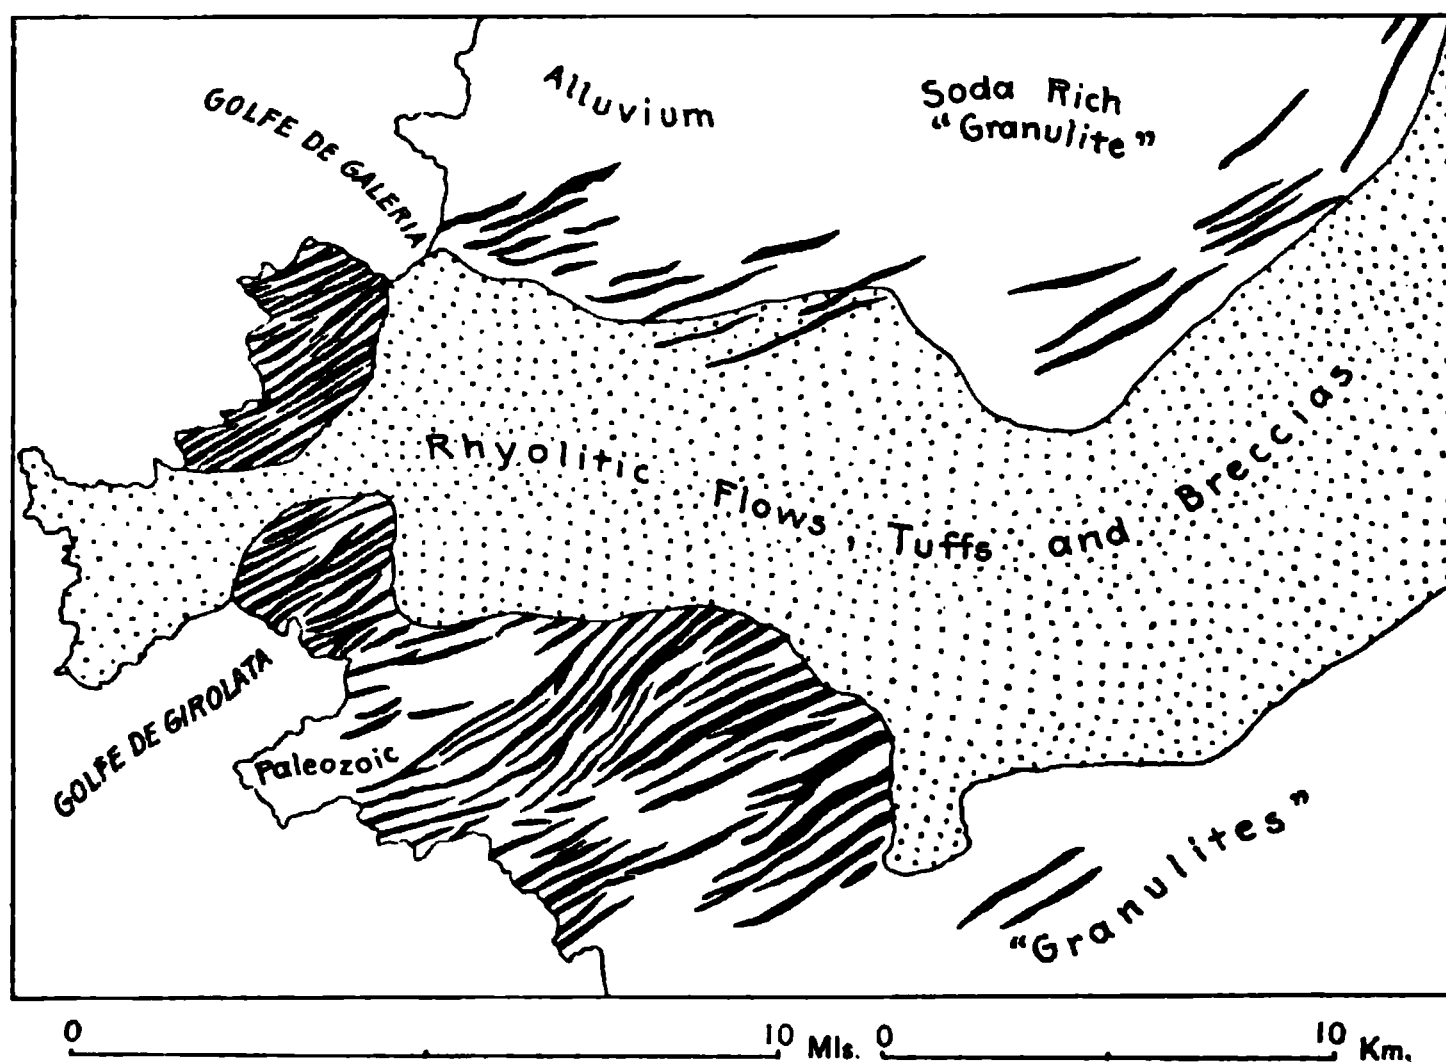 GOLFE DE GALERIA
Alluvium
Soda Rich
"Granulite"
Rhyolitic Flows, Tuffs and Breccias
GOLFE DE GIROLATA
Paleozoic
"Granulites"
0 10 Mls. 0 10 Km.